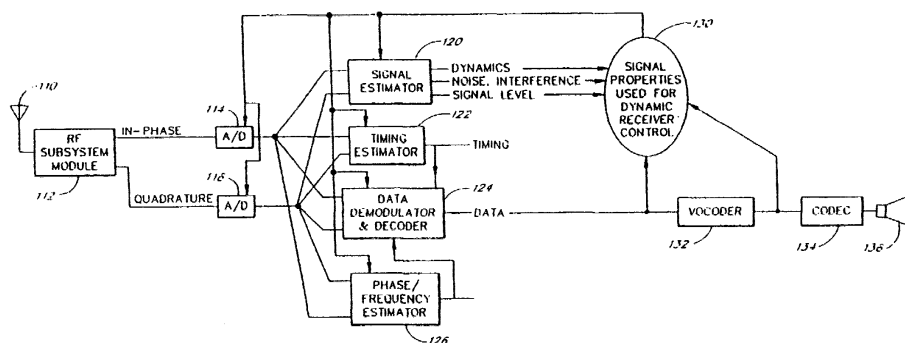 110
RF
SUBSYSTEM
MODULE
112
IN-PHASE
QUADRATURE
114
A/D
116
A/D
120
SIGNAL
ESTIMATOR
DYNAMICS
NOISE, INTERFERENCE
SIGNAL LEVEL
122
TIMING
ESTIMATOR
TIMING
124
DATA
DEMODULATOR
& DECODER
DATA
PHASE/
FREQUENCY
ESTIMATOR
126
130
SIGNAL
PROPERTIES
USED FOR
DYNAMIC
RECEIVER
CONTROL
VOCODER
132
CODEC
134
136